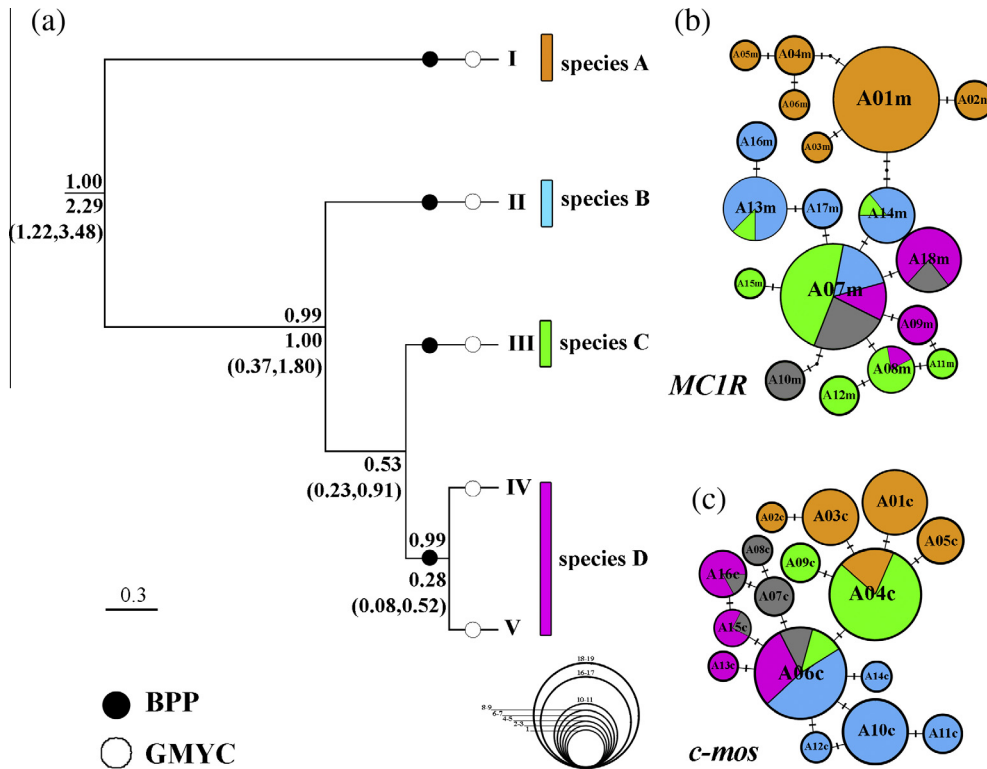 (a)
I
species A
1.00
2.29
(1.22,3.48)
II
species B
0.99
1.00
(0.37,1.80)
III
species C
0.53
(0.23,0.91)
IV
0.99
species D
0.28
(0.08,0.52)
V
0.3
BPP
GMYC
18-19
16-17
10-11
8-9
6-7
4-5
2-3
1
(b)
A05m
A04m
A06m
A01m
A02m
A03m
A16m
A13m
A17m
A14m
A18m
A15m
A07m
A09m
A08m
A11m
A10m
A12m
MC1R
(c)
A02c
A03c
A01c
A05c
A08c
A09c
A16c
A07c
A04c
A15c
A13c
A06c
A14c
A12c
A10c
A11c
c-mos